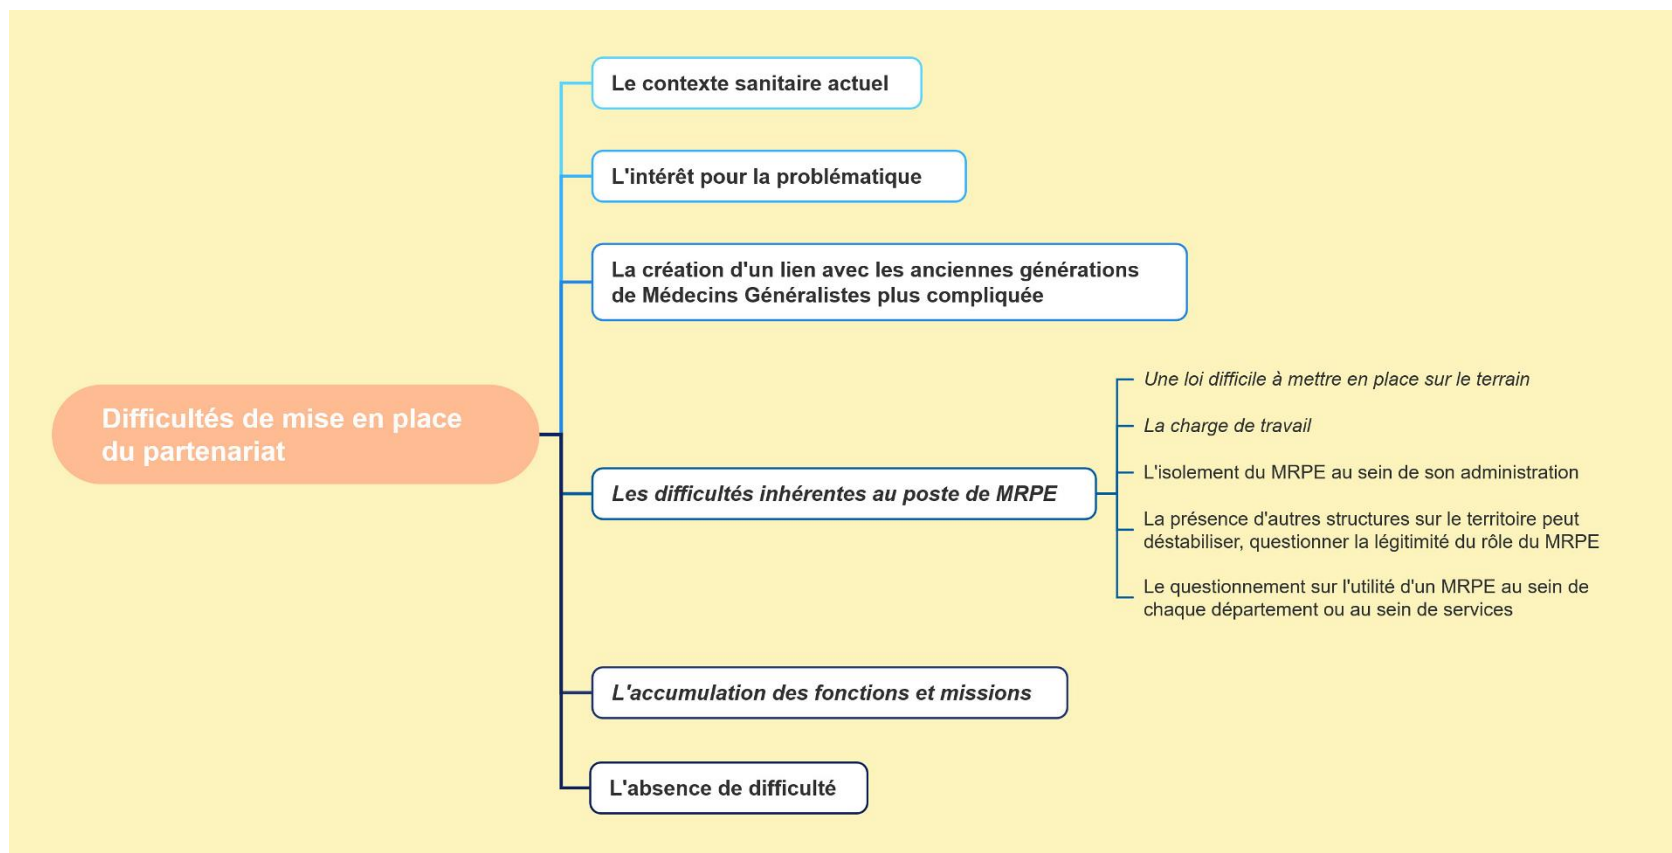 Le contexte sanitaire actuel
L'intérêt pour la problématique
La création d'un lien avec les anciennes générations
de Médecins Généralistes plus compliquée
Difficultés de mise en place
du partenariat
Les difficultés inhérentes au poste de MRPE
Une loi difficile à mettre en place sur le terrain
La charge de travail
L'isolement du MRPE au sein de son administration
La présence d'autres structures sur le territoire peut
déstabiliser, questionner la légitimité du rôle du MRPE
Le questionnement sur l'utilité d'un MRPE au sein de
chaque département ou au sein de services
L'accumulation des fonctions et missions
L'absence de difficulté